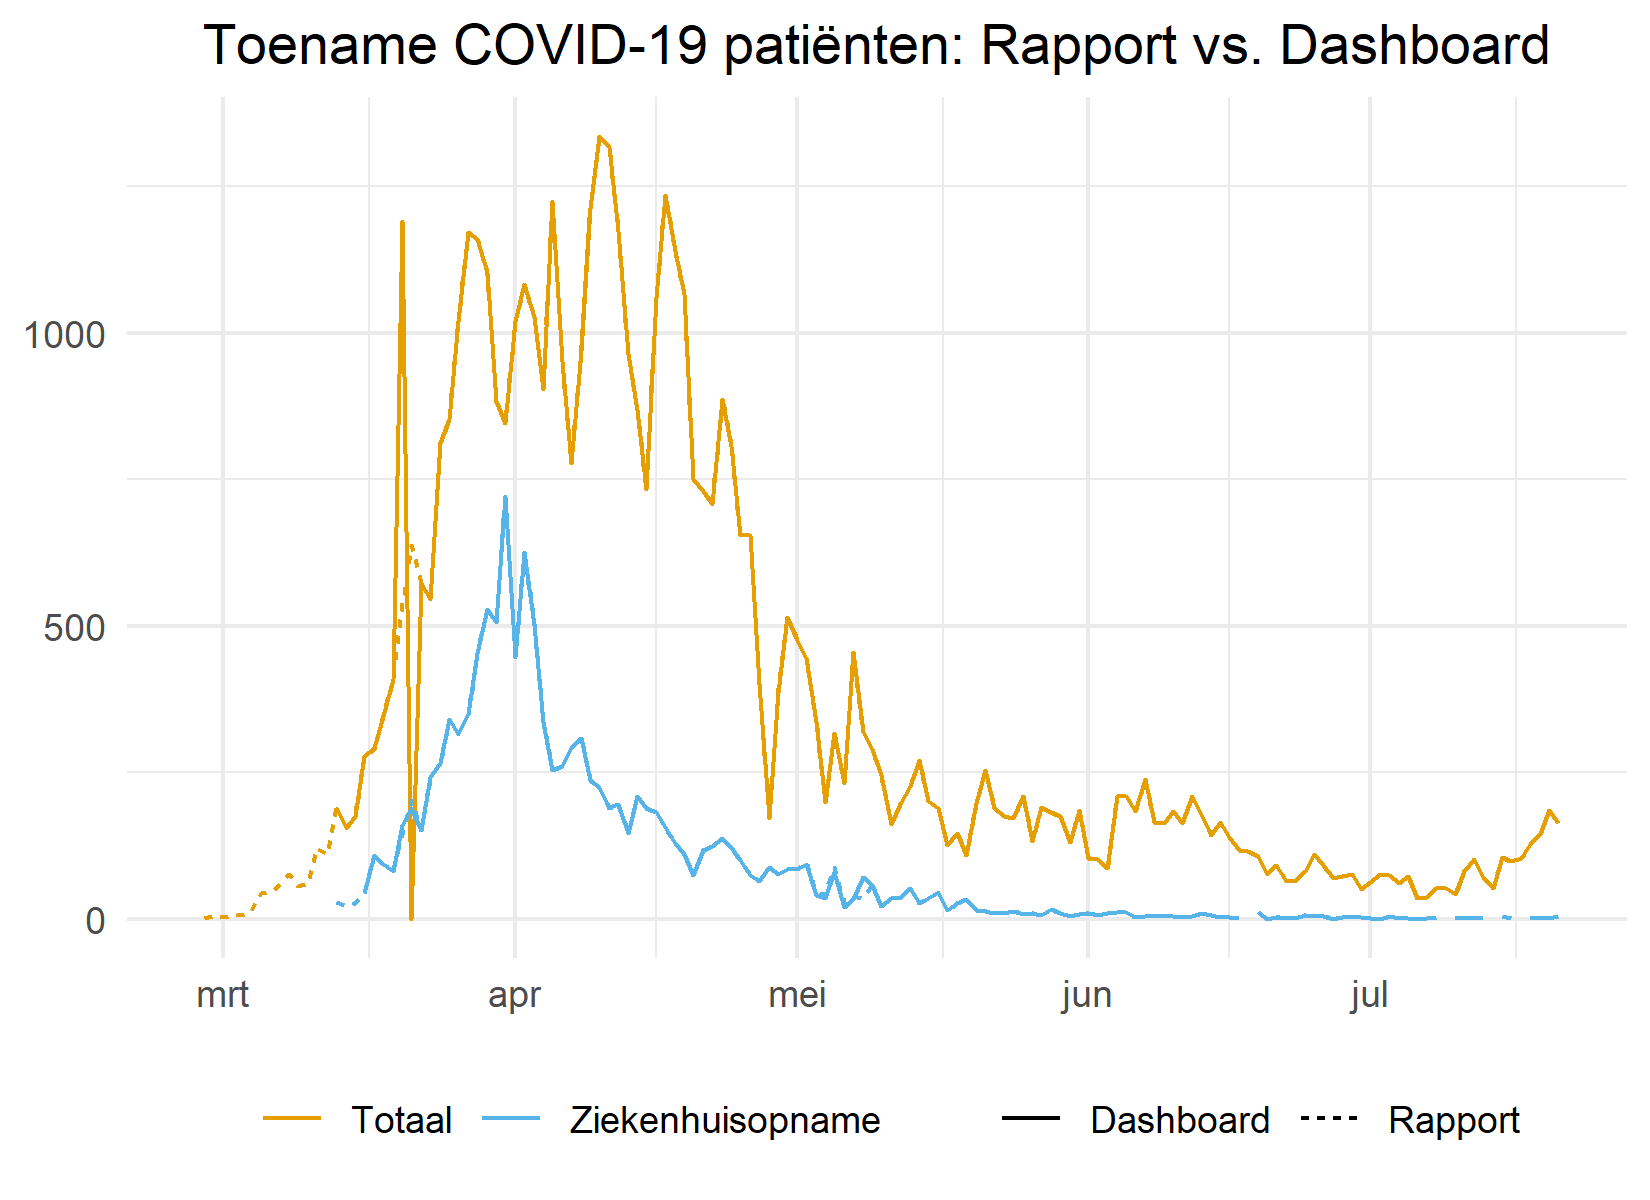 Toename COVID-19 patiënten: Rapport vs. Dashboard
1000
500
0
mrt apr mei jun jul
Totaal Ziekenhuisopname Dashboard Rapport